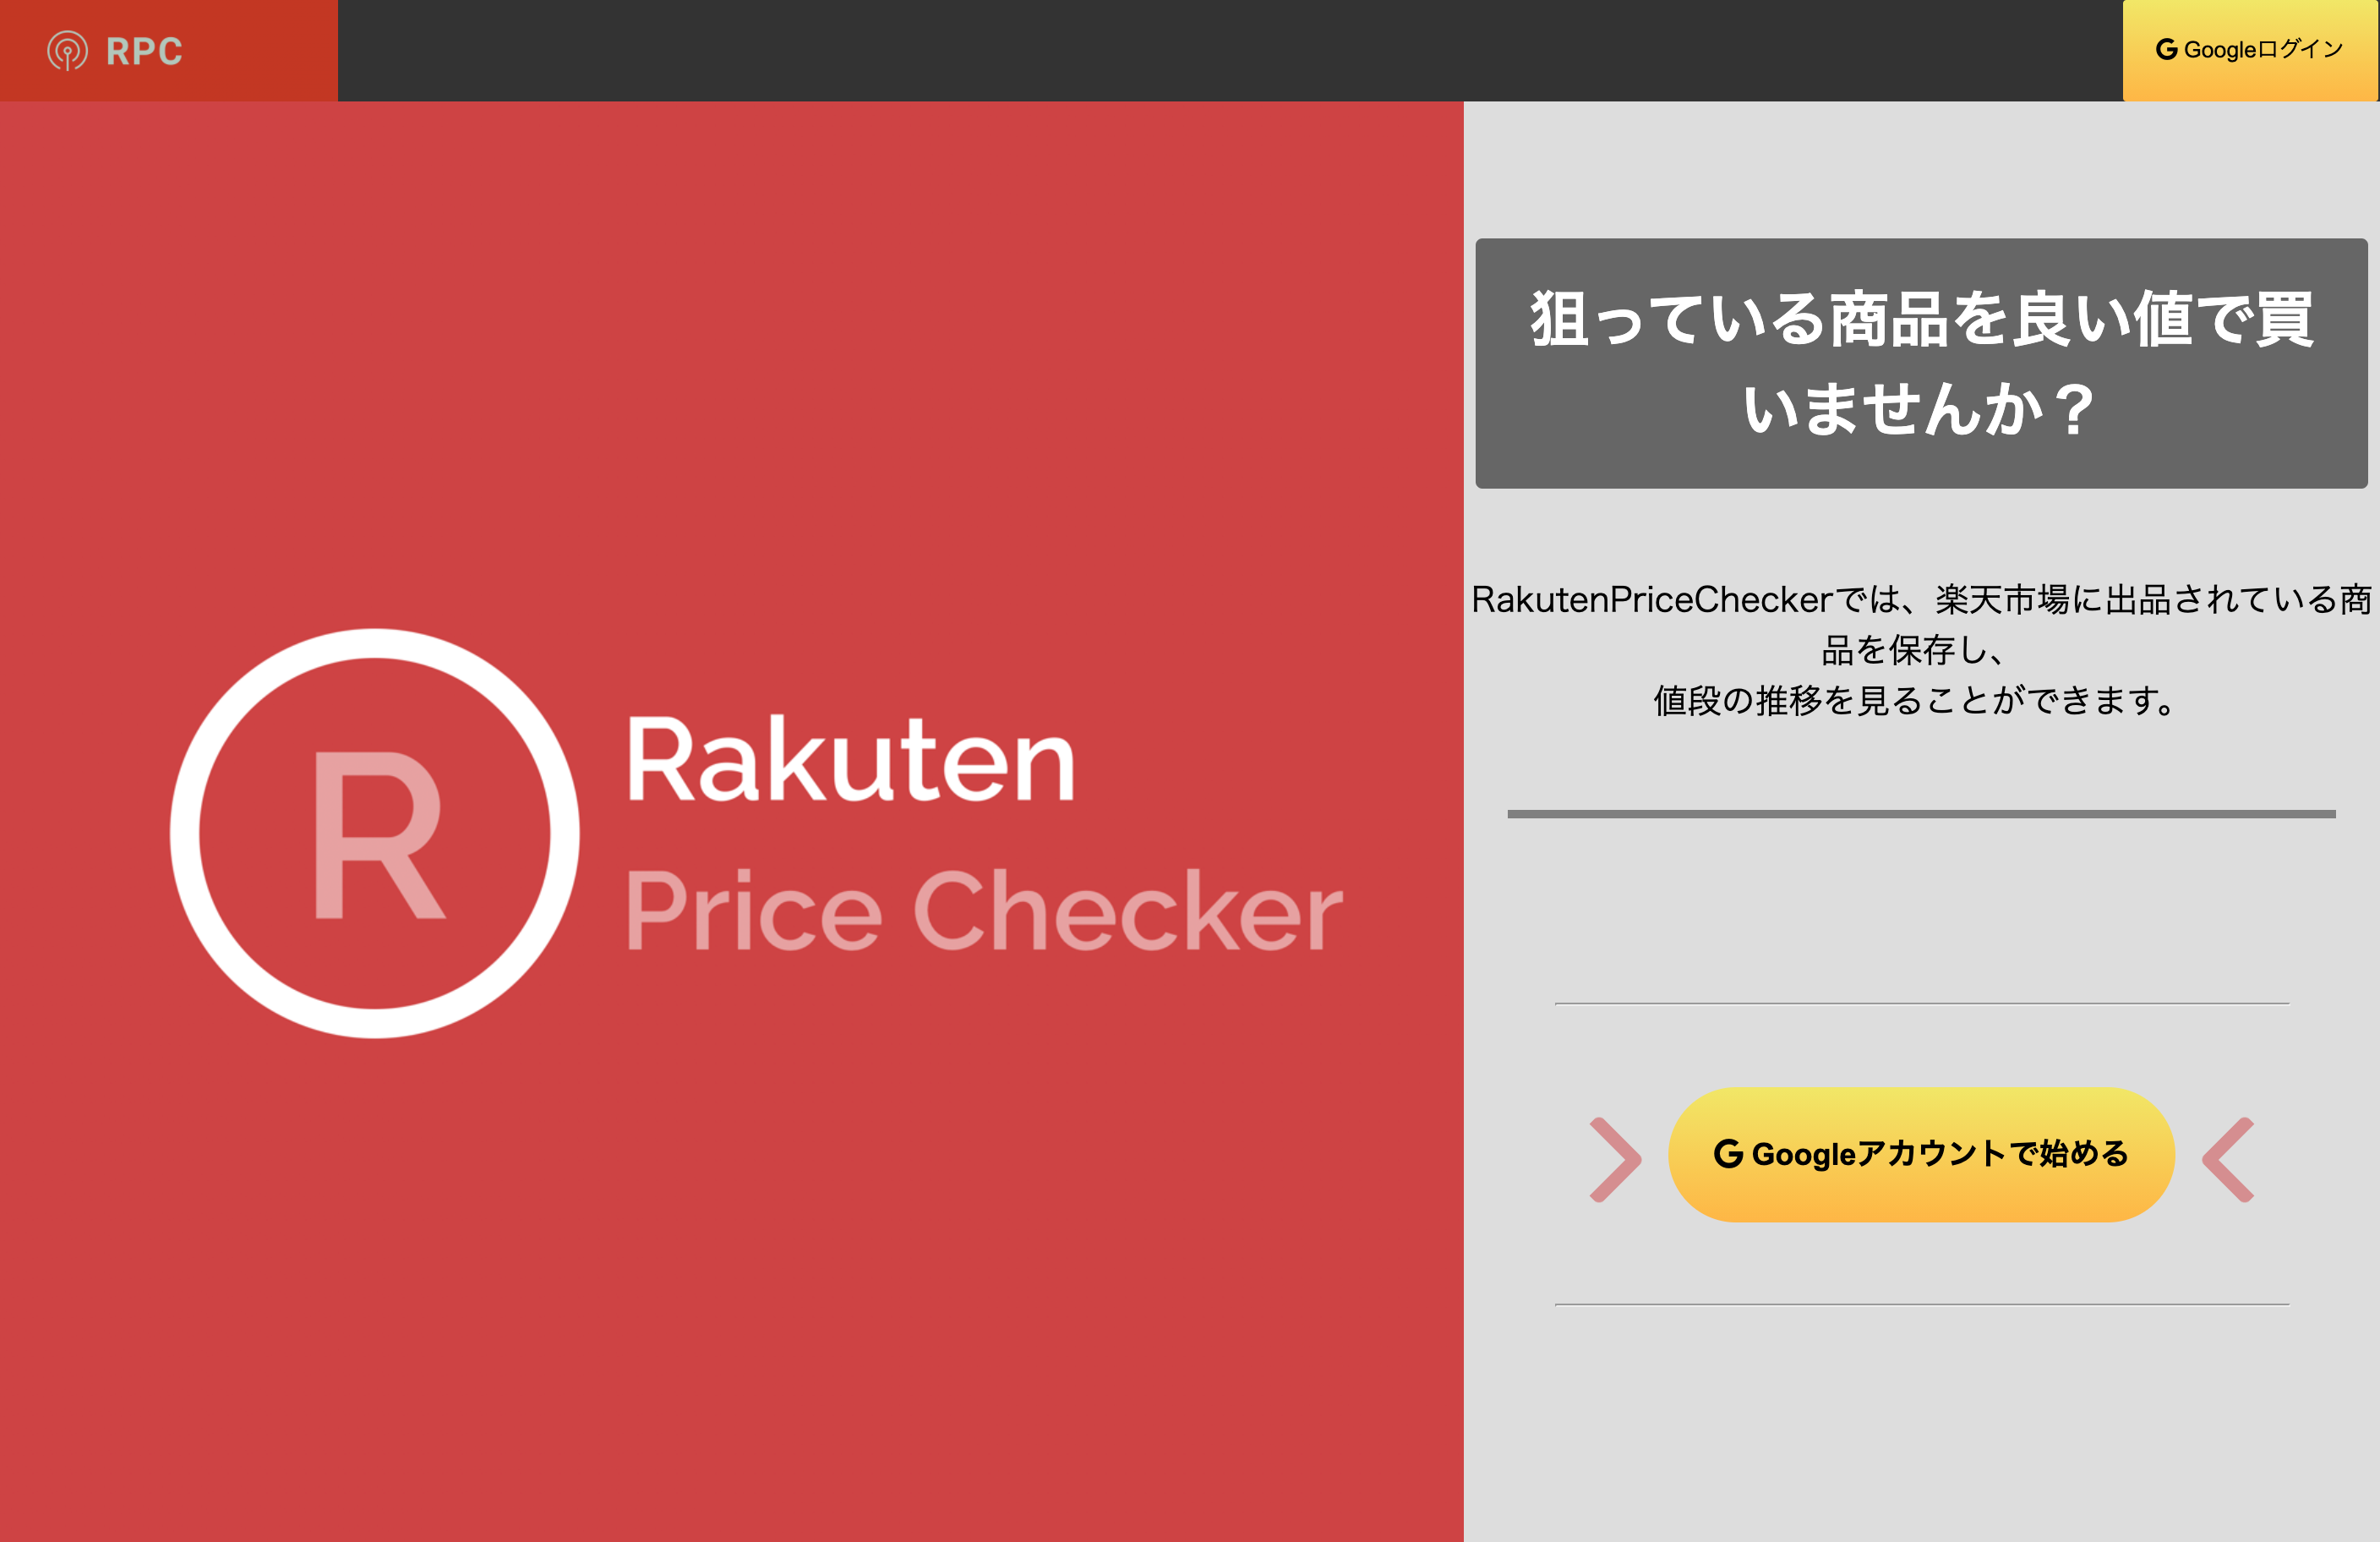 RPC
Googleログイン
R
Rakuten
Price Checker
狙っている商品を良い値で買
いませんか？
RakutenPriceCheckerでは、楽天市場に出品されている商
品を保存し、
値段の推移を見ることができます。
Googleアカウントで始める